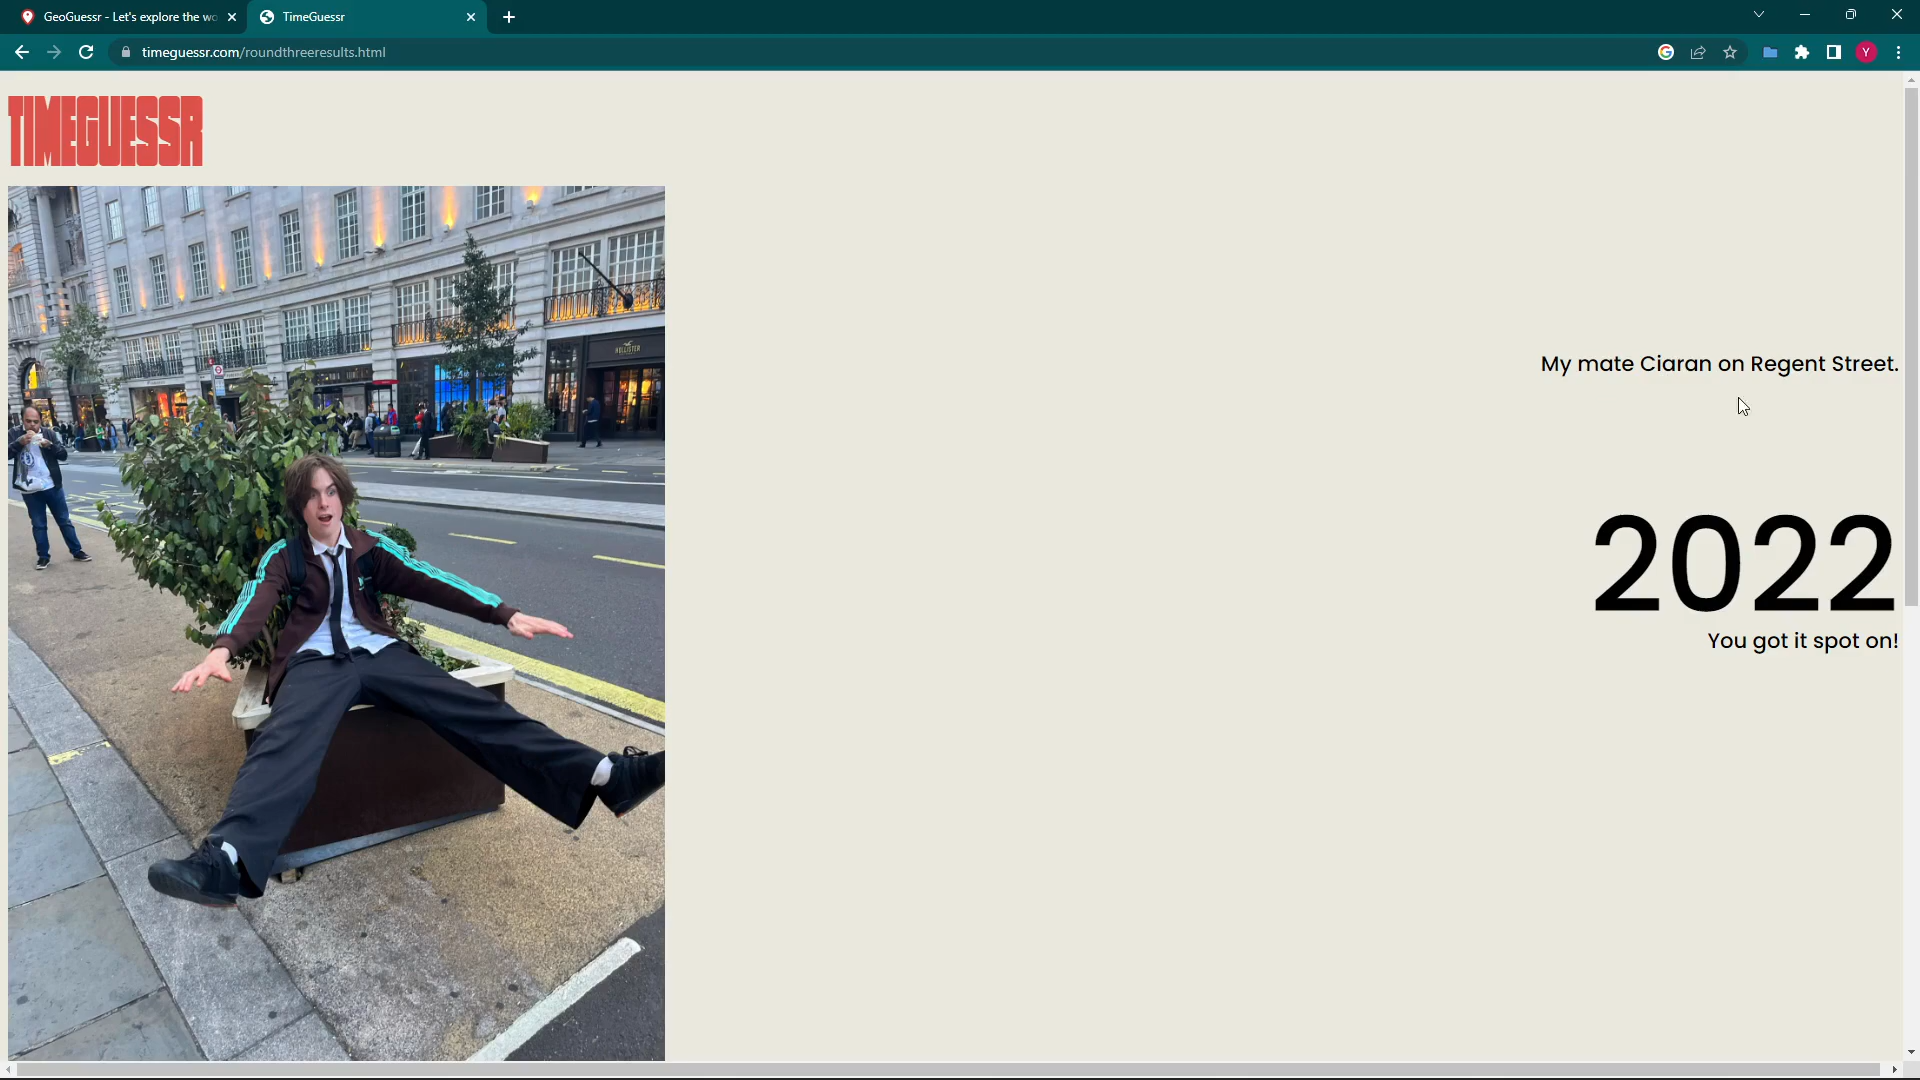 GeoGuessr - Let's explore the wo
TimeGuessr
timeguessr.com/roundthreeresults.html
Y
TIMEGUESSR
HOLLISTER
My mate Ciaran on Regent Street.
2022
You got it spot on!